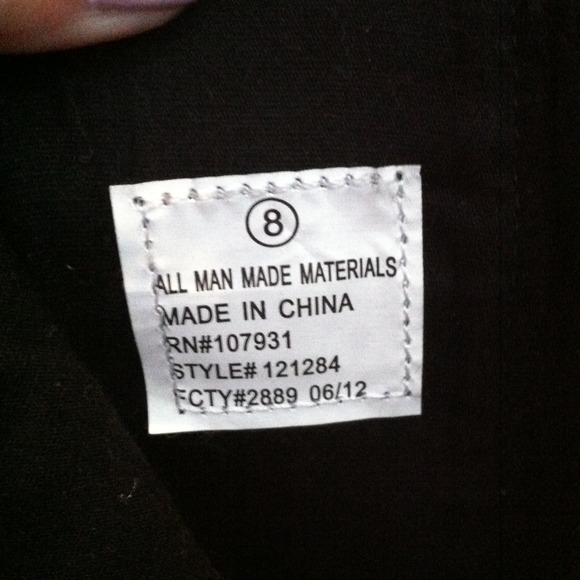 8
ALL MAN MADE MATERIALS
MADE IN CHINA
RN#107931
STYLE# 121284
FCTY#2889 06/12